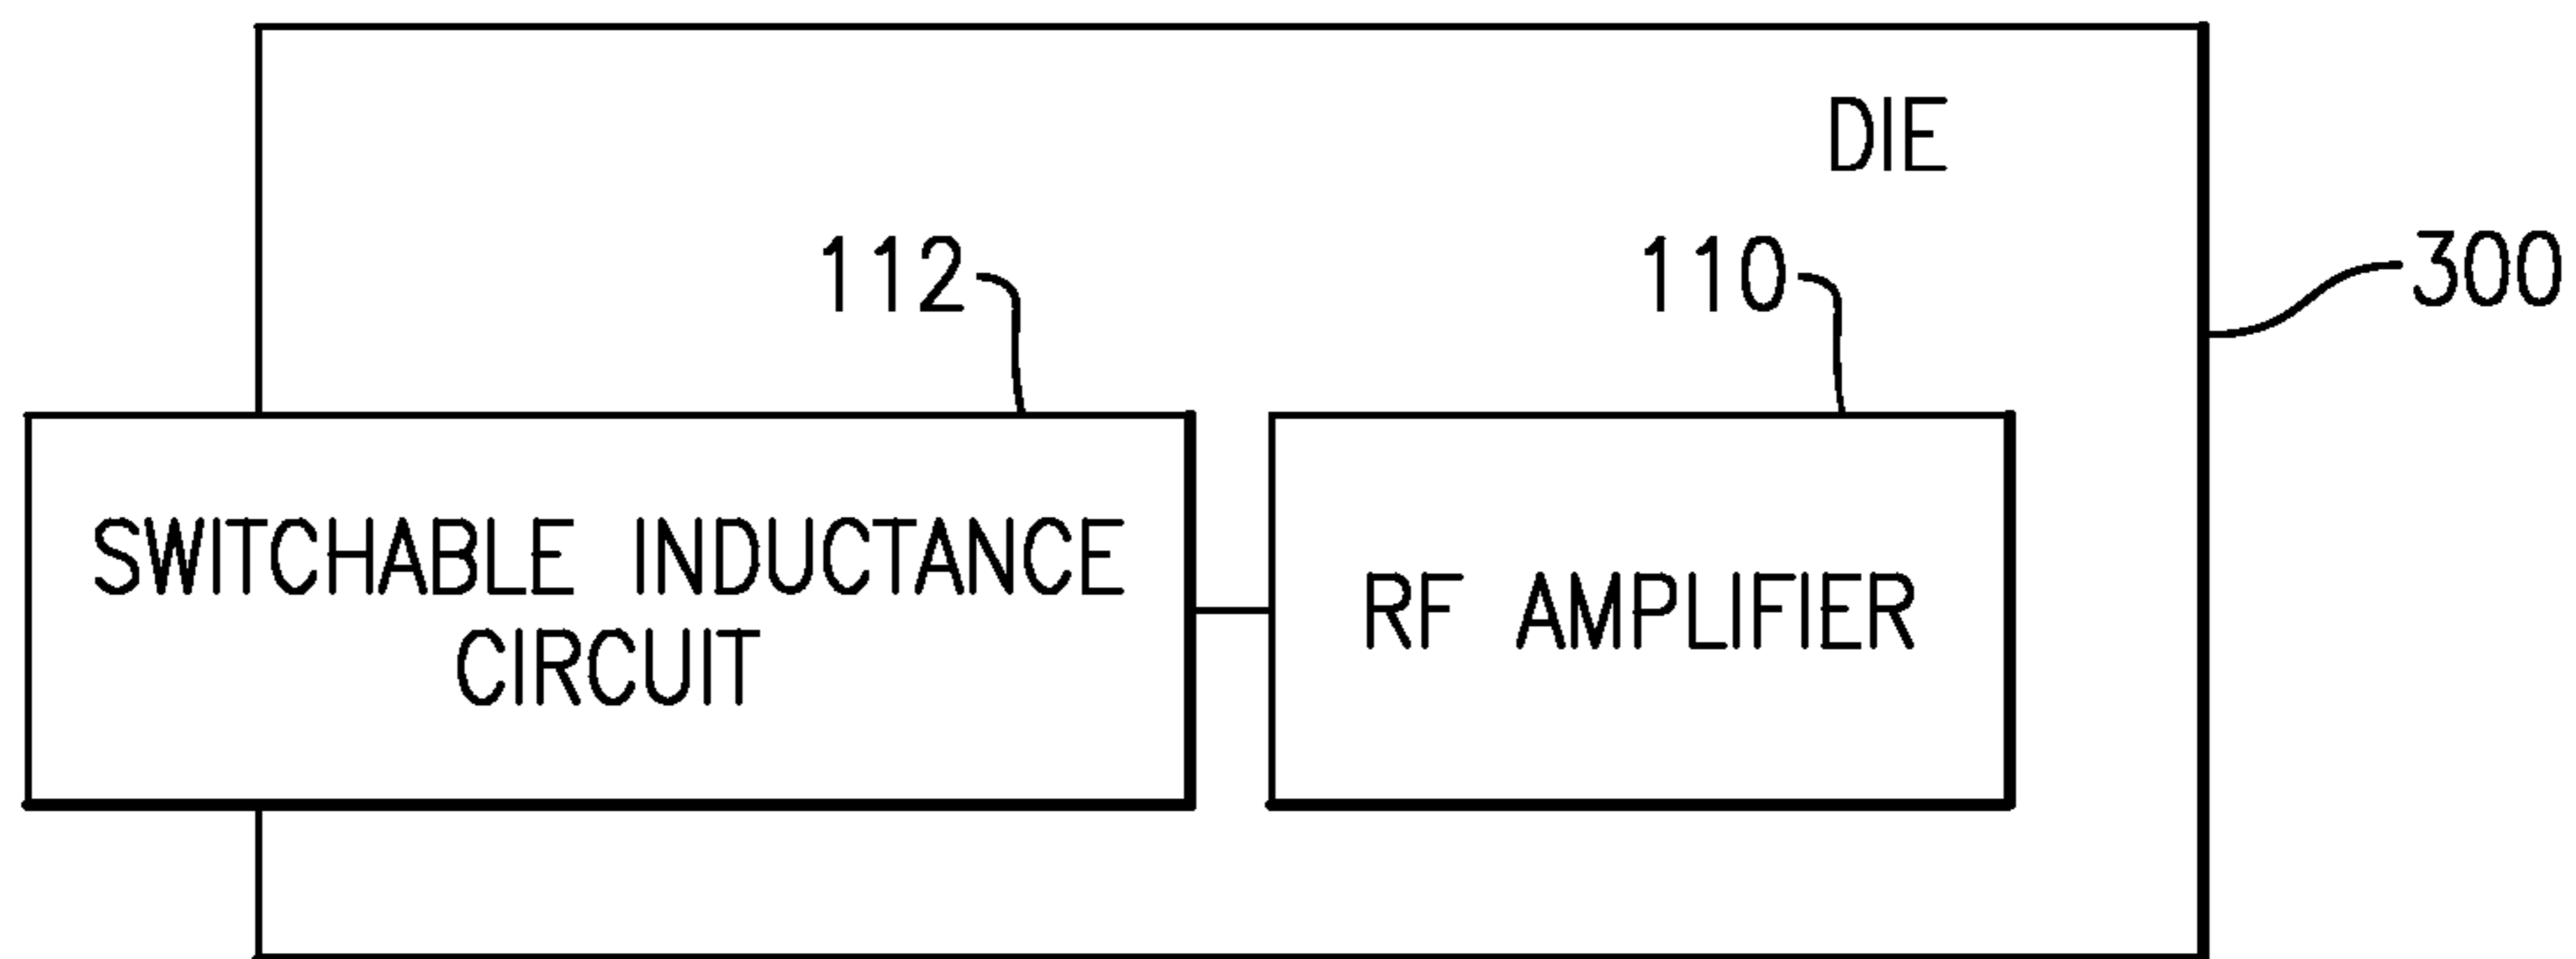 DIE
112
110
300
SWITCHABLE INDUCTANCE
CIRCUIT
RF AMPLIFIER